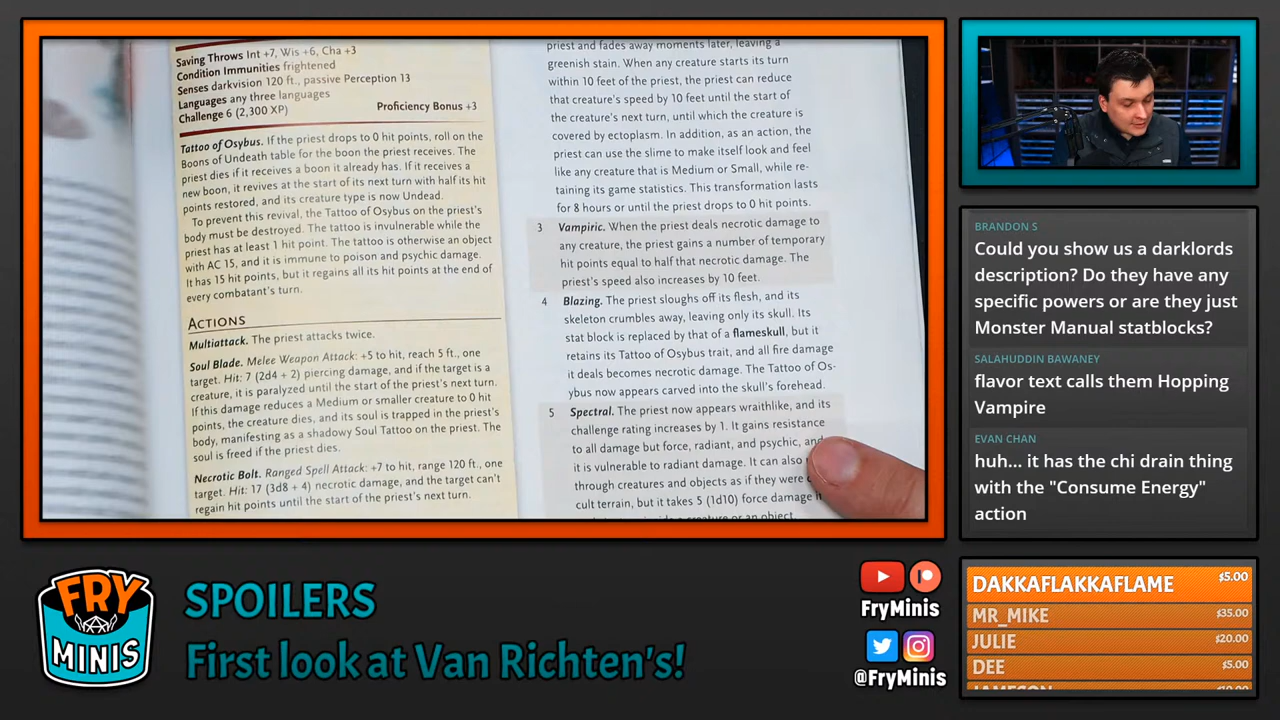 Saving Throws Int +7, Wis +6, Cha +3
Condition Immunities frightened
Senses darkvision 120 ft., passive Perception 13
Languages any three languages
Challenge 6 (2,300 XP)
Proficiency Bonus +3
Tattoo of Osybus. If the priest drops to 0 hit points, roll on the
Boons of Undeath table for the boon the priest receives. The
priest dies if it receives a boon it already has. If it receives a
new boon, it revives at the start of its next turn with half its hit
points restored, and its creature type is now Undead.
To prevent this revival, the Tattoo of Osybus on the priest's
body must be destroyed. The tattoo is invulnerable while the
priest has at least 1 hit point. The tattoo is otherwise an object
with AC 15, and it is immune to poison and psychic damage.
It has 15 hit points, but it regains all its hit points at the end of
every combatant's turn.
ACTIONS
Multiattack. The priest attacks twice.
Soul Blade. Melee Weapon Attack: +5 to hit, reach 5 ft., one
target. Hit: 7 (2d4 + 2) piercing damage, and if the target is a
creature, it is paralyzed until the start of the priest's next turn.
If this damage reduces a Medium or smaller creature to 0 hit
points, the creature dies, and its soul is trapped in the priest's
body, manifesting as a shadowy Soul Tattoo on the priest. The
soul is freed if the priest dies.
Necrotic Bolt. Ranged Spell Attack: +7 to hit, range 120 ft., one
target. Hit: 17 (3d8 + 4) necrotic damage, and the target can't
regain hit points until the start of the priest's next turn.
priest and fades away moments later, leaving a
greenish stain. When any creature starts its turn
within 10 feet of the priest, the priest can reduce
that creature's speed by 10 feet until the start of
the creature's next turn, until which the creature is
covered by ectoplasm. In addition, as an action, the
priest can use the slime to make itself look and feel
like any creature that is Medium or Small, while re-
taining its game statistics. This transformation lasts
for 8 hours or until the priest drops to 0 hit points.
3 Vampiric. When the priest deals necrotic damage to
any creature, the priest gains a number of temporary
hit points equal to half that necrotic damage. The
priest's speed also increases by 10 feet.
4 Blazing. The priest sloughs off its flesh, and its
skeleton crumbles away, leaving only its skull. Its
stat block is replaced by that of a flameskull, but it
retains its Tattoo of Osybus trait, and all fire damage
it deals becomes necrotic damage. The Tattoo of Os-
ybus now appears carved into the skull's forehead.
5 Spectral. The priest now appears wraithlike, and its
challenge rating increases by 1. It gains resistance
to all damage but force, radiant, and psychic, and
it is vulnerable to radiant damage. It can also
through creatures and objects as if they were
cult terrain, but it takes 5 (1d10) force damage
a creature or an object.
BRANDON S
Could you show us a darklords
description? Do they have any
specific powers or are they just
Monster Manual statblocks?
SALAHUDDIN BAWANEY
flavor text calls them Hopping
Vampire
EVAN CHAN
huh... it has the chi drain thing
with the "Consume Energy"
action
FRY
MINIS
SPOILERS
First look at Van Richten's!
FryMinis
@FryMinis
DAKKAFLAKKAFLAME $5.00
MR_MIKE $35.00
JULIE $20.00
DEE $5.00